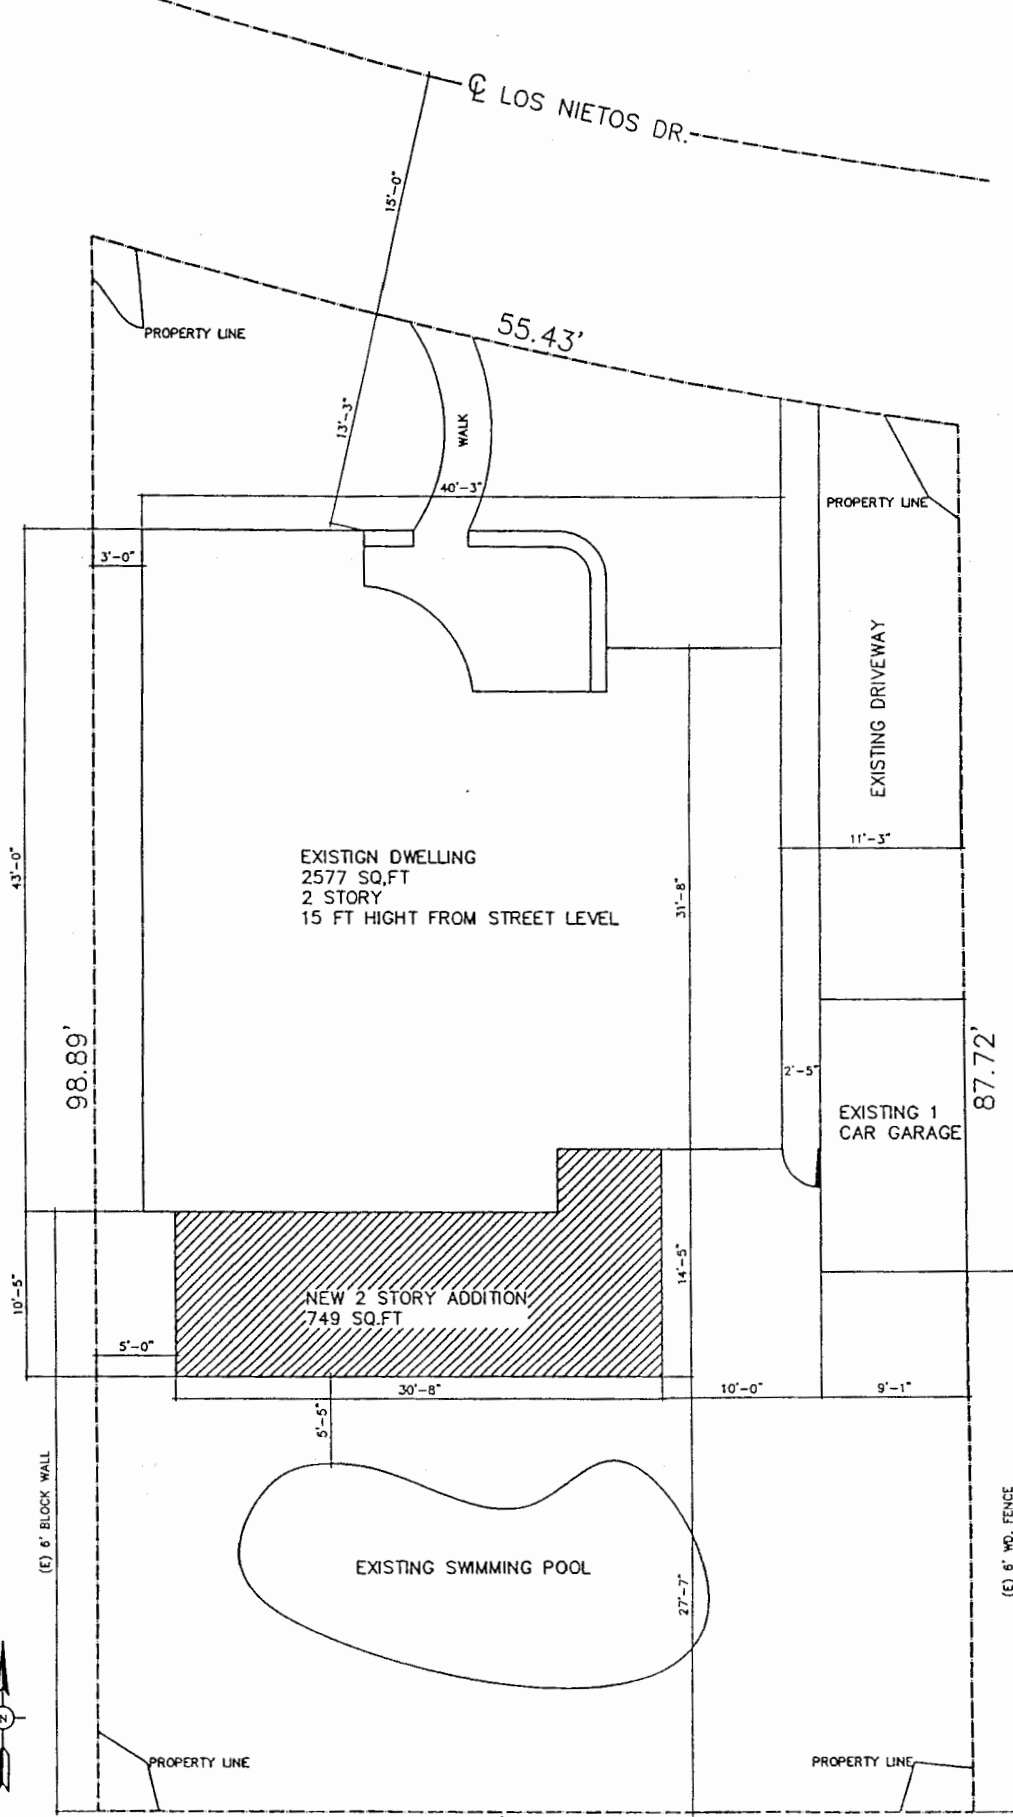 ℄ LOS NIETOS DR.
15'-0"
PROPERTY LINE
55.43'
13'-3"
WALK
40'-3"
PROPERTY LINE
3'-0"
EXISTING DRIVEWAY
11'-3"
43'-0"
EXISTIGN DWELLING
2577 SQ,FT
2 STORY
15 FT HIGHT FROM STREET LEVEL
31'-8"
98.89'
87.72'
2'-5"
EXISTING 1
CAR GARAGE
10'-5"
14'-5"
NEW 2 STORY ADDITION
749 SQ.FT
5'-0"
30'-8"
10'-0"
9'-1"
5'-5"
(E) 6' BLOCK WALL
(E) 6' WD. FENCE
EXISTING SWIMMING POOL
27'-7"
N
PROPERTY LINE
PROPERTY LINE